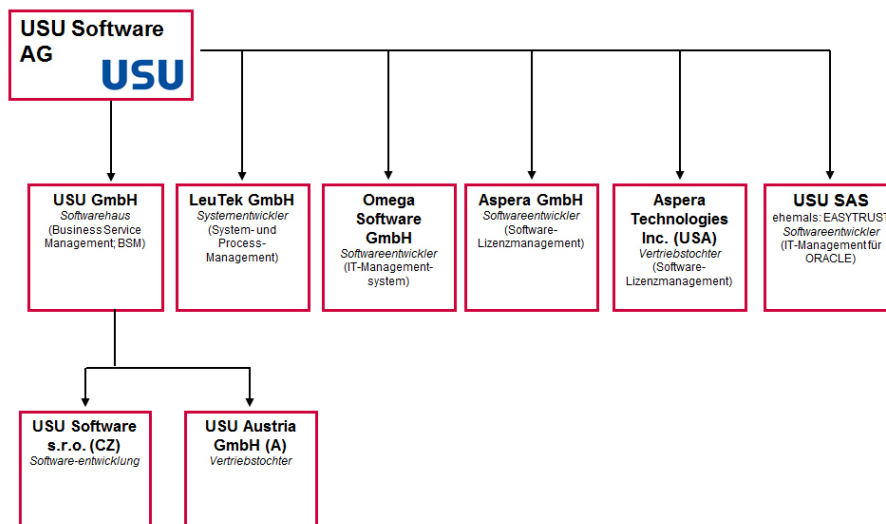 USU Software
AG
USU
USU GmbH
Softwarehaus
(Business Service
Management; BSM)
LeuTek GmbH
Systementwickler
(System- und
Process-
Management)
Omega
Software
GmbH
Softwareentwickler
(IT-Management-
system)
Aspera GmbH
Softwareentwickler
(Software-
Lizenzmanagement)
Aspera
Technologies
Inc. (USA)
Vertriebstochter
(Software-
Lizenzmanagement)
USU SAS
ehemals: EASYTRUST
Softwareentwickler
(IT-Management für
ORACLE)
USU Software
s.r.o. (CZ)
Software-entwicklung
USU Austria
GmbH (A)
Vertriebstochter